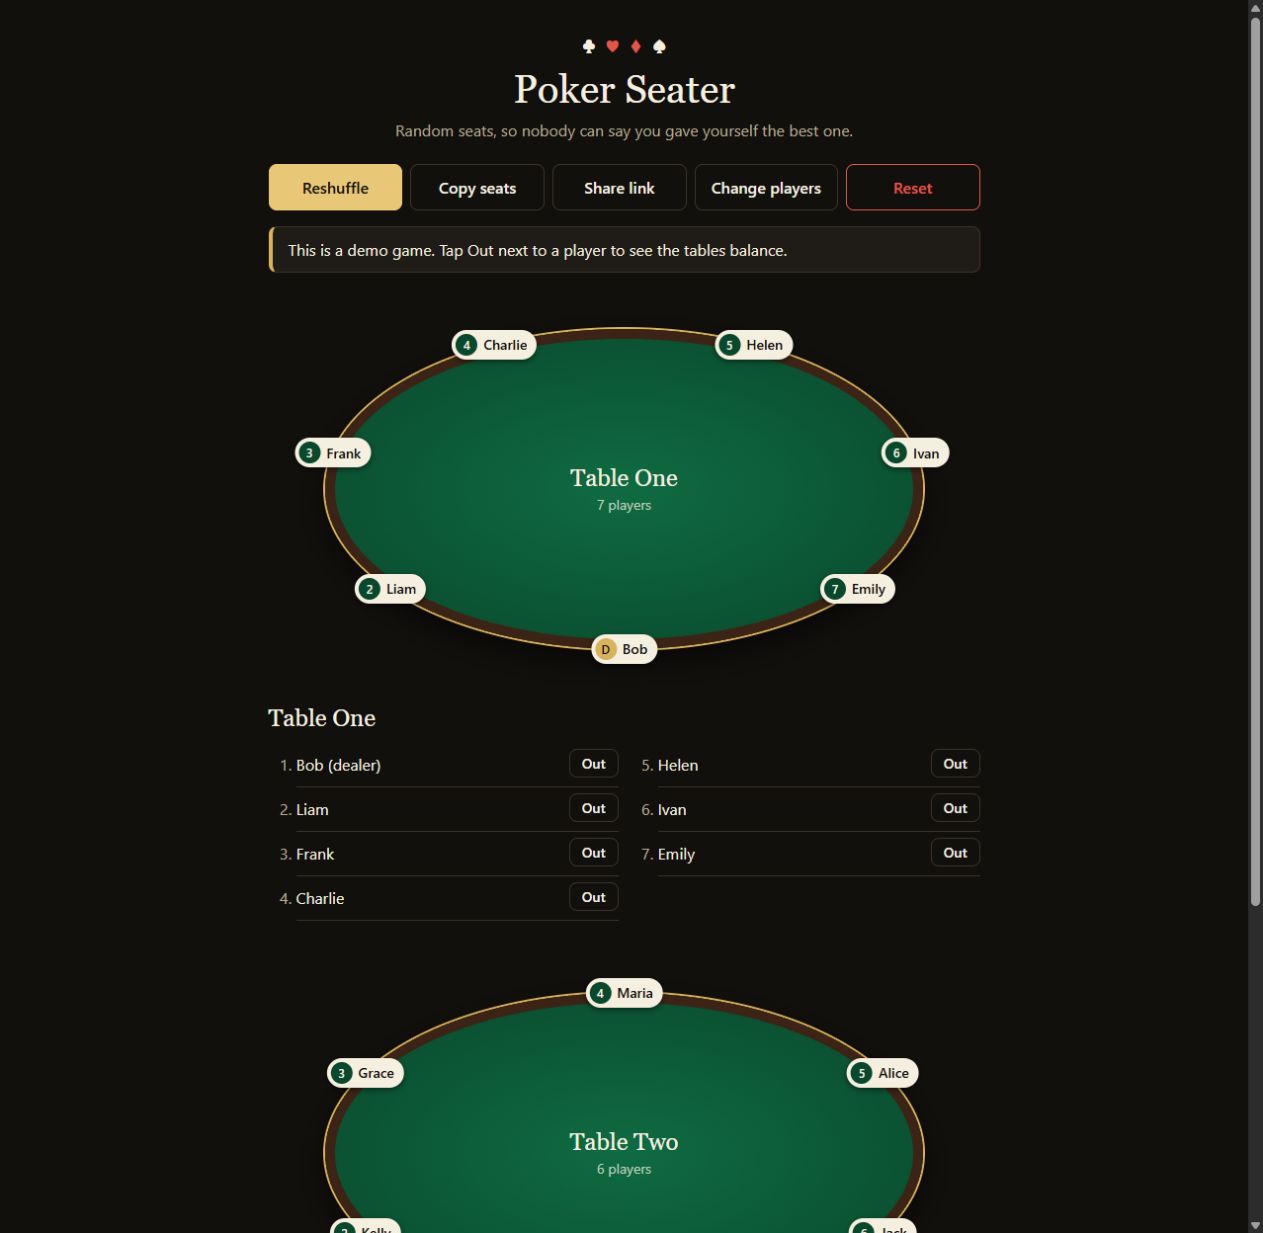 ♣ ♥ ♦ ♠
Poker Seater
Random seats, so nobody can say you gave yourself the best one.
Reshuffle Copy seats Share link Change players Reset
This is a demo game. Tap Out next to a player to see the tables balance.
4 Charlie
5 Helen
3 Frank
6 Ivan
Table One
7 players
2 Liam
7 Emily
D Bob
Table One
1. Bob (dealer) Out
2. Liam Out
3. Frank Out
4. Charlie Out
5. Helen Out
6. Ivan Out
7. Emily Out
4 Maria
3 Grace
5 Alice
Table Two
6 players
2 Kelly
6 Jack